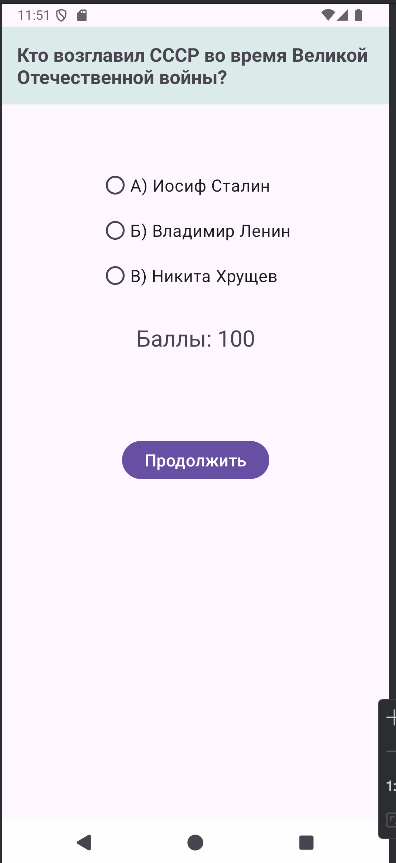 11:51
Кто возглавил СССР во время Великой
Отечественной войны?
А) Иосиф Сталин
Б) Владимир Ленин
В) Никита Хрущев
Баллы: 100
Продолжить
1: